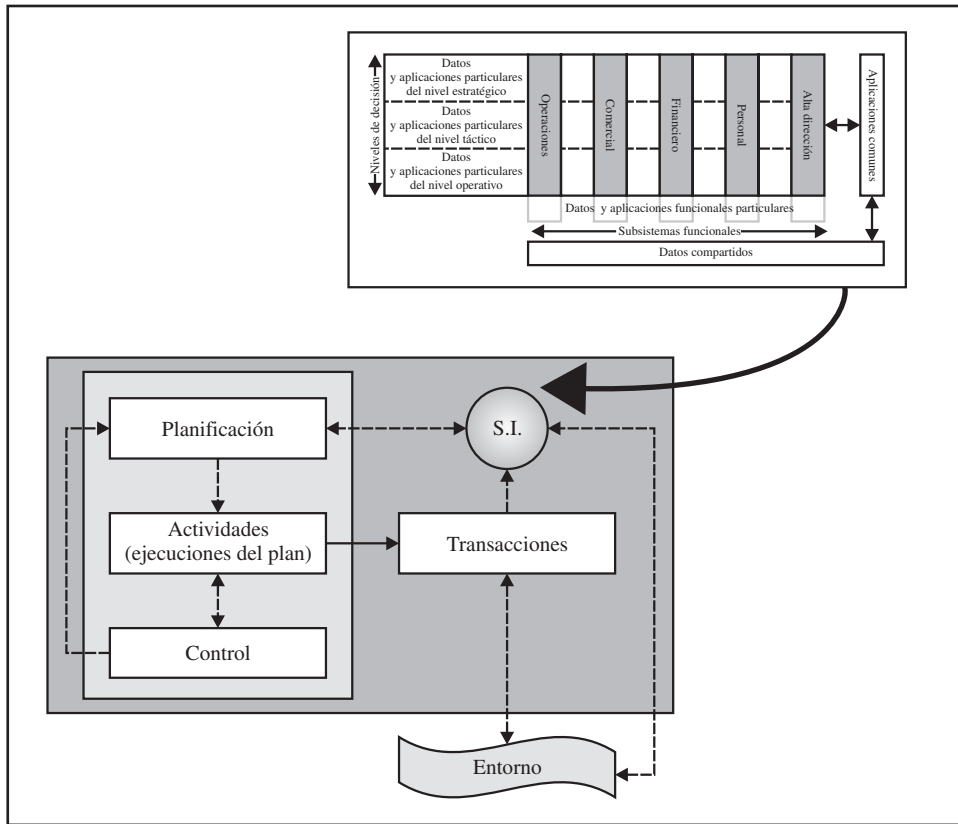 Niveles de decisión
Datos
y aplicaciones particulares
del nivel estratégico
Datos
y aplicaciones particulares
del nivel táctico
Datos
y aplicaciones particulares
del nivel operativo
Operaciones
Comercial
Financiero
Personal
Alta dirección
Aplicaciones comunes
Datos y aplicaciones funcionales particulares
Subsistemas funcionales
Datos compartidos
Planificación
S.I.
Actividades
(ejecuciones del plan)
Transacciones
Control
Entorno